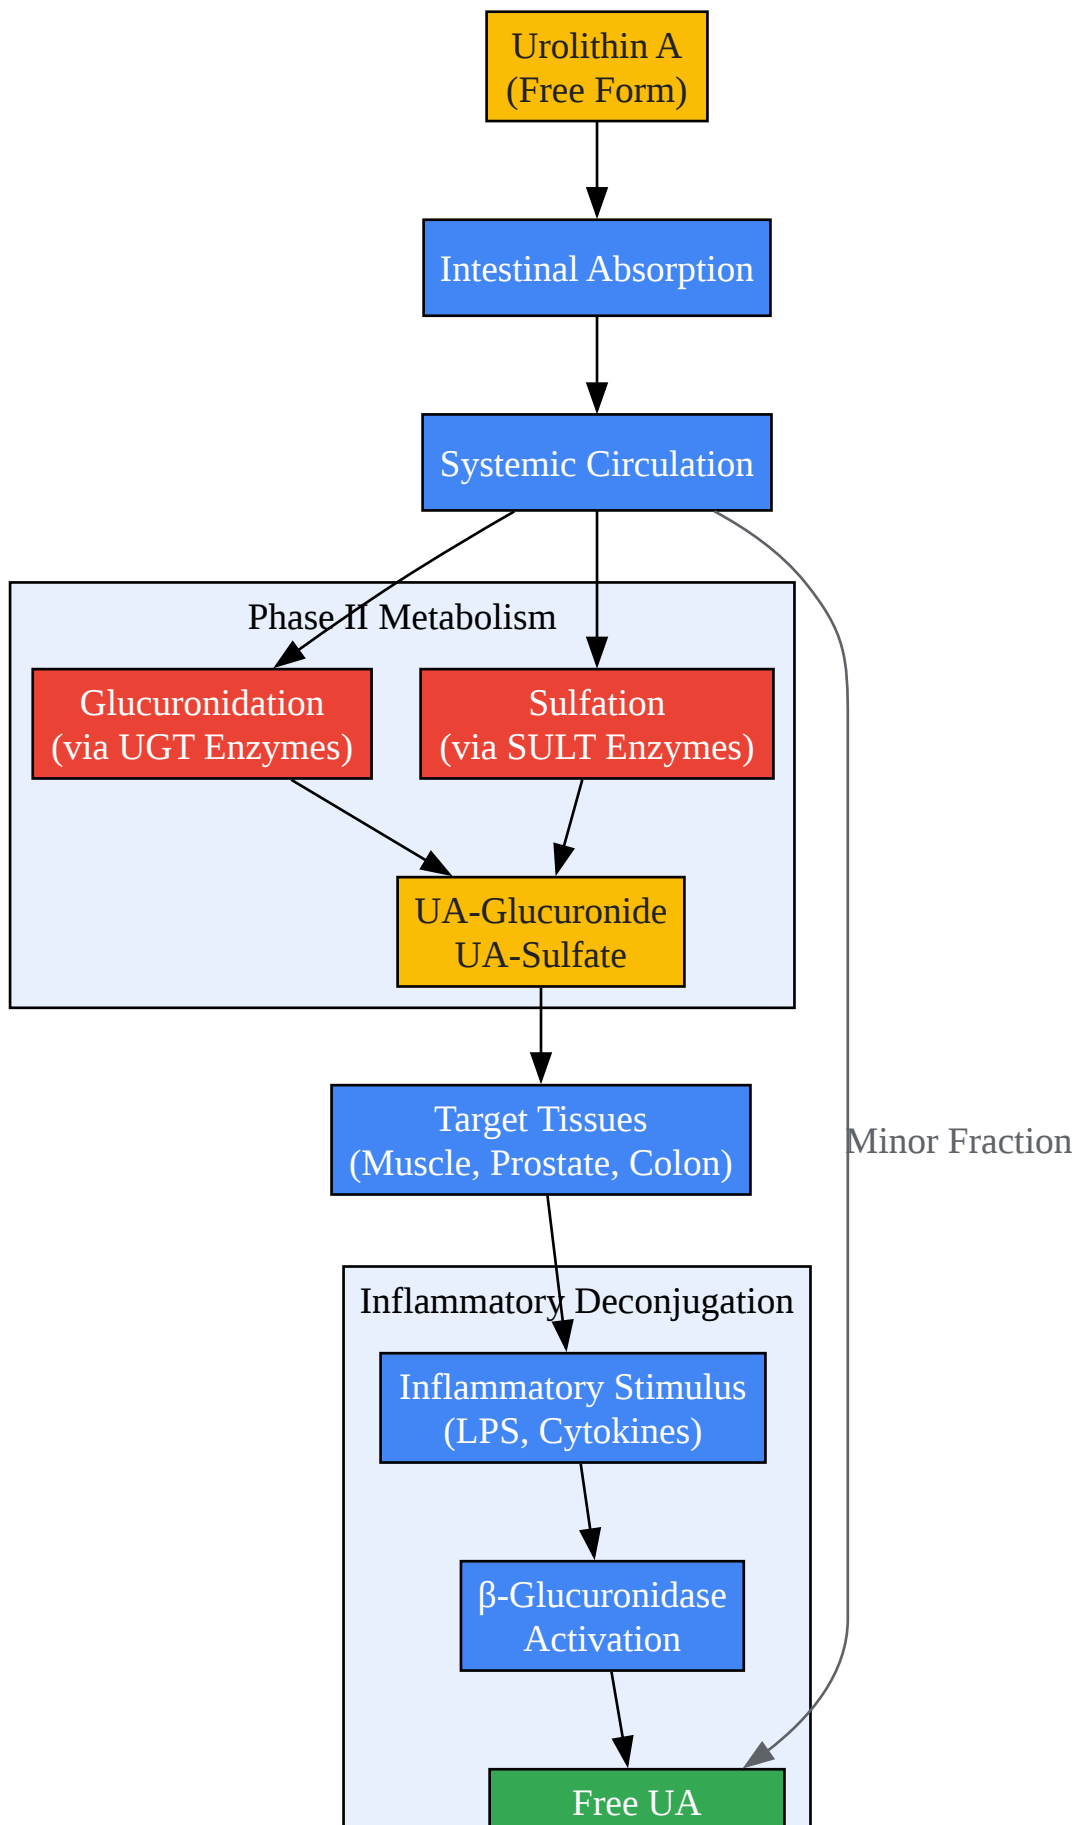 Urolithin A
(Free Form)
Intestinal Absorption
Systemic Circulation
Phase II Metabolism
Glucuronidation
(via UGT Enzymes)
Sulfation
(via SULT Enzymes)
UA-Glucuronide
UA-Sulfate
Target Tissues
(Muscle, Prostate, Colon)
Minor Fraction
Inflammatory Deconjugation
Inflammatory Stimulus
(LPS, Cytokines)
β-Glucuronidase
Activation
Free UA